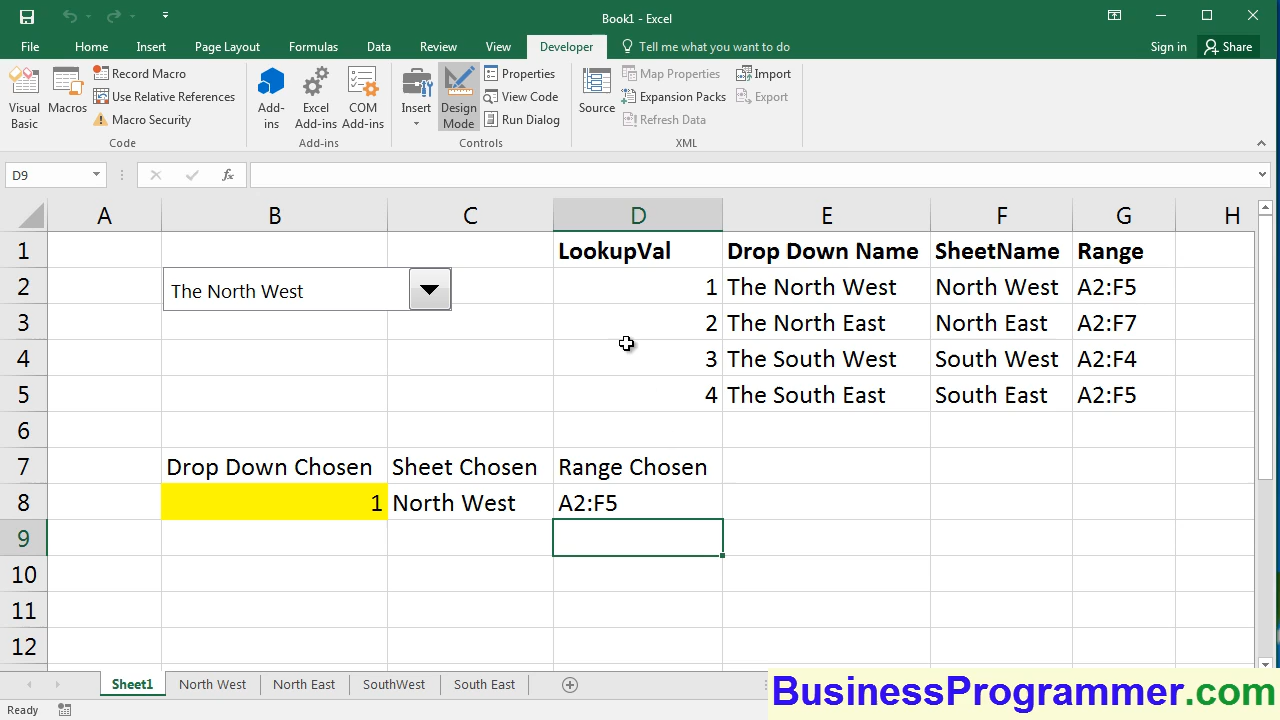 Book1 - Excel
File Home Insert Page Layout Formulas Data Review View Developer Tell me what you want to do Sign in Share
Visual Basic
Macros
Record Macro
Use Relative References
Macro Security
Code
Add-ins
Excel Add-ins
COM Add-ins
Add-ins
Insert
Design Mode
Properties
View Code
Run Dialog
Controls
Source
Map Properties
Expansion Packs
Refresh Data
Import
Export
XML
D9 fx
A B C D E F G H
1 LookupVal Drop Down Name SheetName Range
2 The North West 1 The North West North West A2:F5
3 2 The North East North East A2:F7
4 3 The South West South West A2:F4
5 4 The South East South East A2:F5
6
7 Drop Down Chosen Sheet Chosen Range Chosen
8 1 North West A2:F5
9
10
11
12
Sheet1 North West North East SouthWest South East
Ready
BusinessProgrammer.com